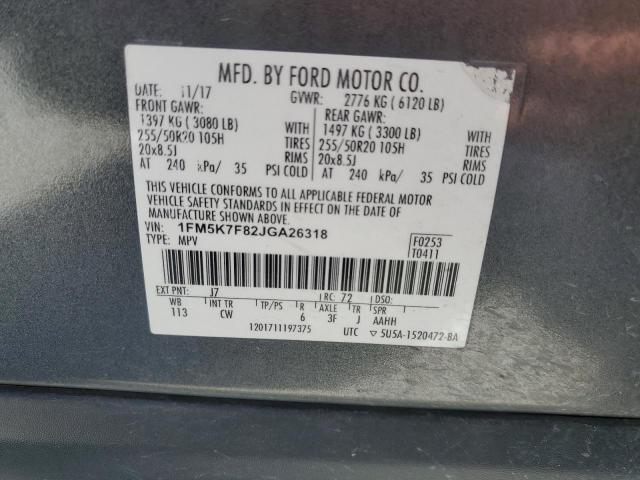 MFD. BY FORD MOTOR CO.
DATE: 11/17 GVWR: 2776 KG ( 6120 LB)
FRONT GAWR: REAR GAWR:
1397 KG ( 3080 LB) WITH 1497 KG ( 3300 LB) WITH
255/50R20 105H TIRES 255/50R20 105H TIRES
20x8.5J RIMS 20x8.5J RIMS
AT 240 kPa/ 35 PSI COLD AT 240 kPa/ 35 PSI COLD
THIS VEHICLE CONFORMS TO ALL APPLICABLE FEDERAL MOTOR
VEHICLE SAFETY STANDARDS IN EFFECT ON THE DATE OF
MANUFACTURE SHOWN ABOVE.
VIN: 1FM5K7F82JGA26318 F0253
TYPE: MPV T0411
EXT PNT: J7 RC: 72 DSO:
WB INT TR TP/PS R AXLE TR SPR
113 CW 6 3F J AAHH
1201711197375 UTC ▽ 5U5A-1520472-BA